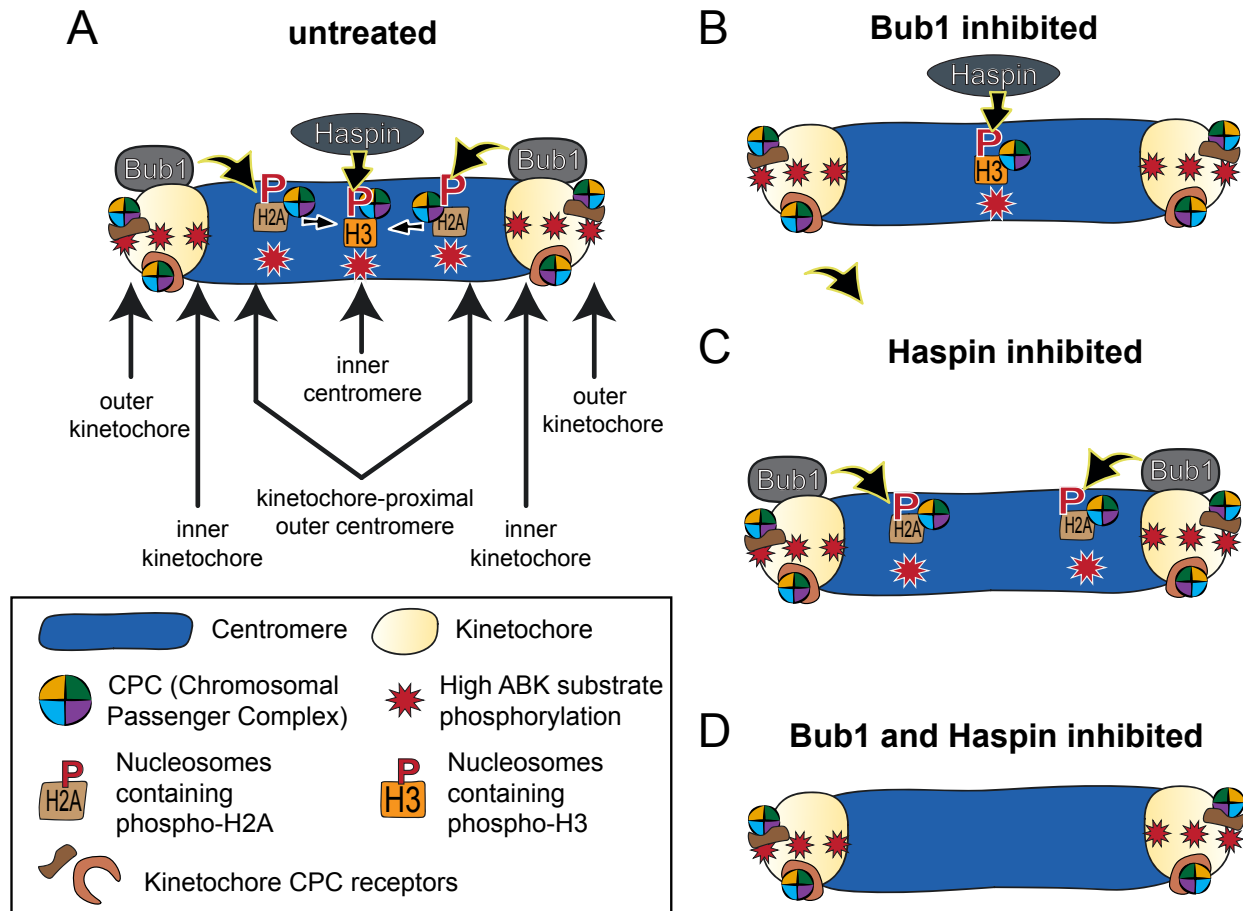 A
untreated
Haspin
Bub1
Bub1
P
P
P
H2A
H3
H2A
inner
centromere
outer
kinetochore
outer
kinetochore
kinetochore-proximal
outer centromere
inner
kinetochore
inner
kinetochore
Centromere
Kinetochore
CPC (Chromosomal
Passenger Complex)
High ABK substrate
phosphorylation
P
H2A
Nucleosomes
containing
phospho-H2A
P
H3
Nucleosomes
containing
phospho-H3
Kinetochore CPC receptors
B
Bub1 inhibited
Haspin
P
H3
C
Haspin inhibited
Bub1
Bub1
P
P
H2A
H2A
D
Bub1 and Haspin inhibited